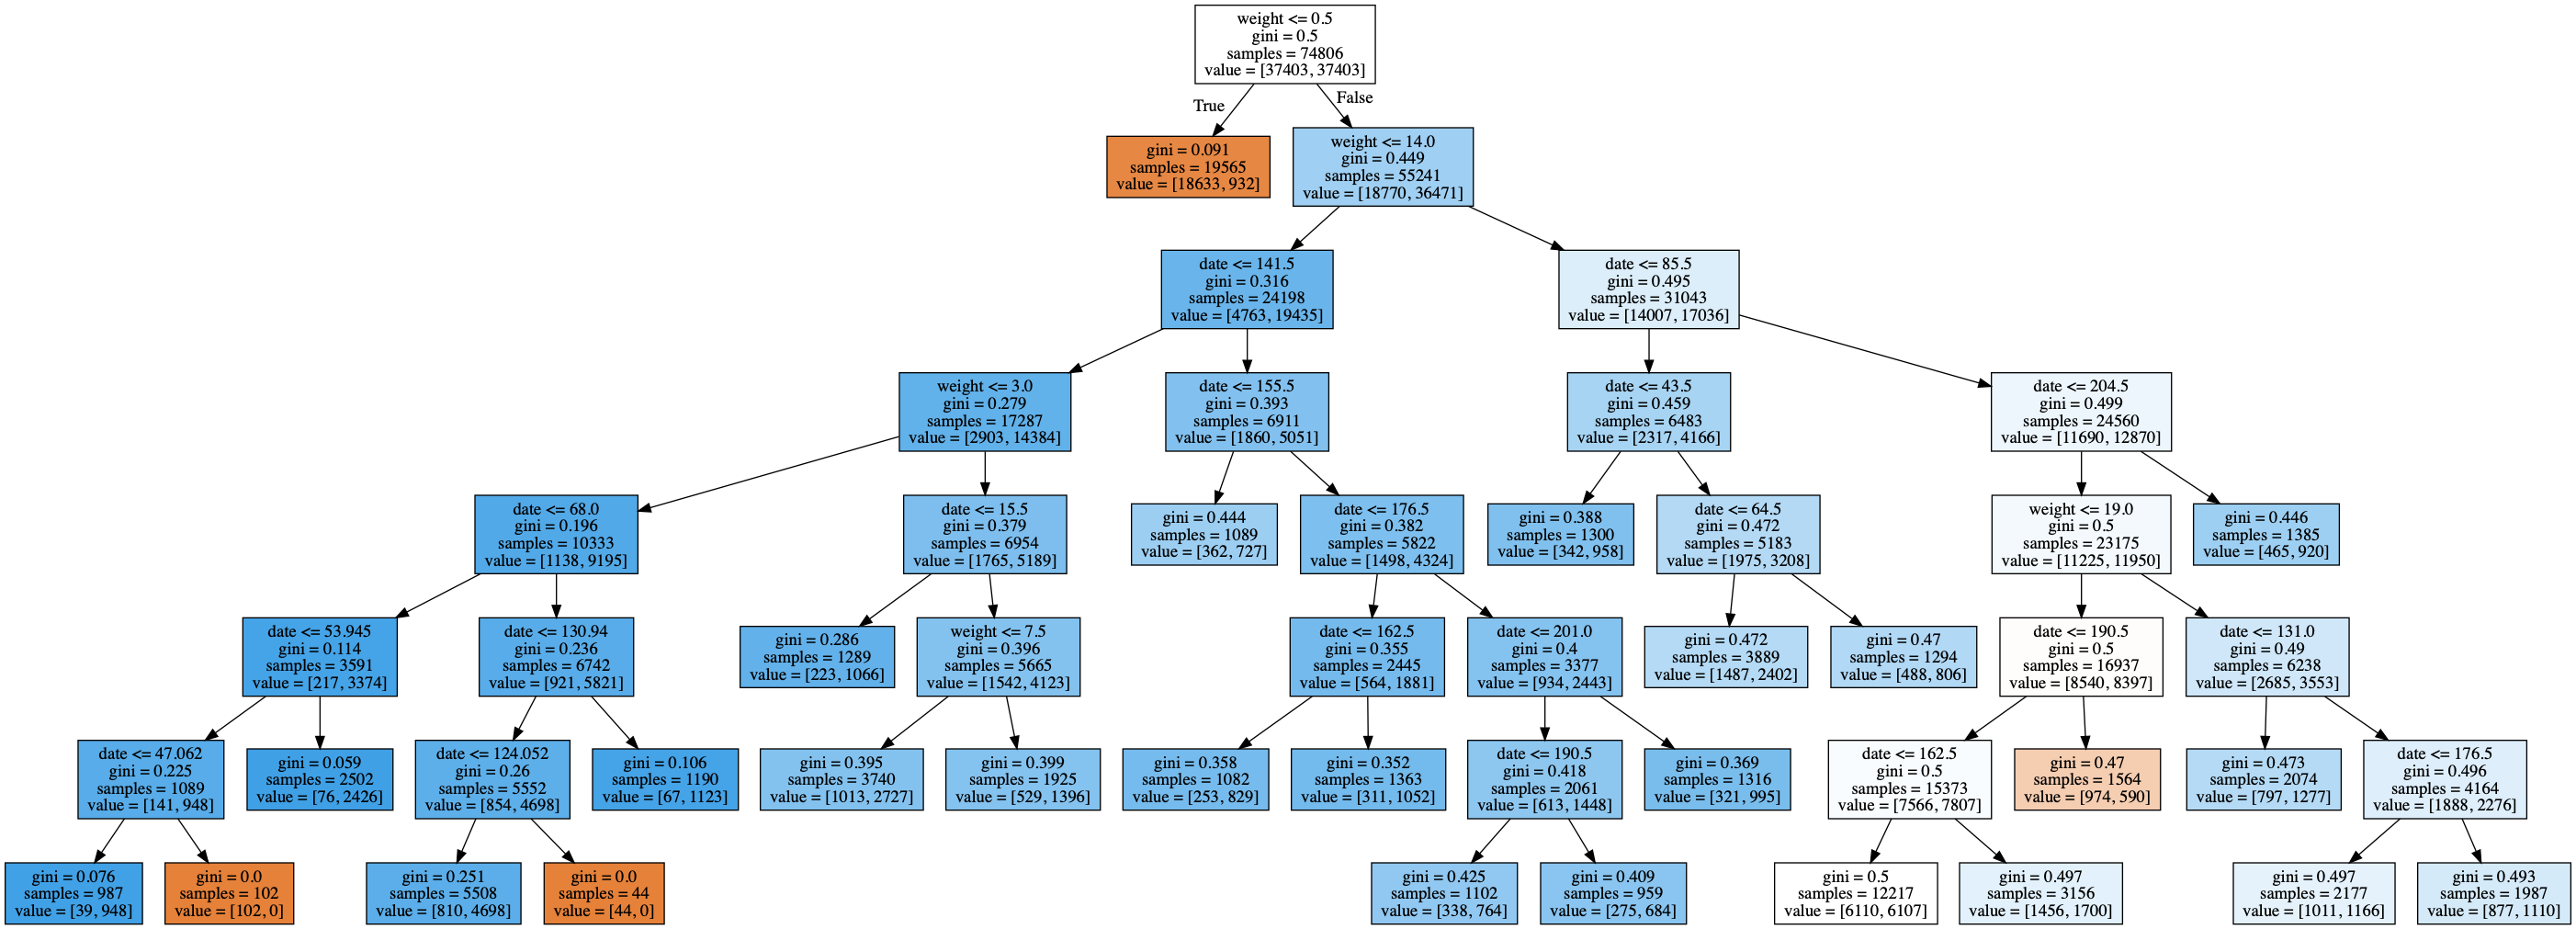 weight <= 0.5
gini = 0.5
samples = 74806
value = [37403, 37403]
True
False
gini = 0.091
samples = 19565
value = [18633, 932]
weight <= 14.0
gini = 0.449
samples = 55241
value = [18770, 36471]
date <= 141.5
gini = 0.316
samples = 24198
value = [4763, 19435]
date <= 85.5
gini = 0.495
samples = 31043
value = [14007, 17036]
weight <= 3.0
gini = 0.279
samples = 17287
value = [2903, 14384]
date <= 155.5
gini = 0.393
samples = 6911
value = [1860, 5051]
date <= 43.5
gini = 0.459
samples = 6483
value = [2317, 4166]
date <= 204.5
gini = 0.499
samples = 24560
value = [11690, 12870]
date <= 68.0
gini = 0.196
samples = 10333
value = [1138, 9195]
date <= 15.5
gini = 0.379
samples = 6954
value = [1765, 5189]
gini = 0.444
samples = 1089
value = [362, 727]
date <= 176.5
gini = 0.382
samples = 5822
value = [1498, 4324]
gini = 0.388
samples = 1300
value = [342, 958]
date <= 64.5
gini = 0.472
samples = 5183
value = [1975, 3208]
weight <= 19.0
gini = 0.5
samples = 23175
value = [11225, 11950]
gini = 0.446
samples = 1385
value = [465, 920]
date <= 53.945
gini = 0.114
samples = 3591
value = [217, 3374]
date <= 130.94
gini = 0.236
samples = 6742
value = [921, 5821]
gini = 0.286
samples = 1289
value = [223, 1066]
weight <= 7.5
gini = 0.396
samples = 5665
value = [1542, 4123]
date <= 162.5
gini = 0.355
samples = 2445
value = [564, 1881]
date <= 201.0
gini = 0.4
samples = 3377
value = [934, 2443]
gini = 0.472
samples = 3889
value = [1487, 2402]
gini = 0.47
samples = 1294
value = [488, 806]
date <= 190.5
gini = 0.5
samples = 16937
value = [8540, 8397]
date <= 131.0
gini = 0.49
samples = 6238
value = [2685, 3553]
date <= 47.062
gini = 0.225
samples = 1089
value = [141, 948]
gini = 0.059
samples = 2502
value = [76, 2426]
date <= 124.052
gini = 0.26
samples = 5552
value = [854, 4698]
gini = 0.106
samples = 1190
value = [67, 1123]
gini = 0.395
samples = 3740
value = [1013, 2727]
gini = 0.399
samples = 1925
value = [529, 1396]
gini = 0.358
samples = 1082
value = [253, 829]
gini = 0.352
samples = 1363
value = [311, 1052]
date <= 190.5
gini = 0.418
samples = 2061
value = [613, 1448]
gini = 0.369
samples = 1316
value = [321, 995]
date <= 162.5
gini = 0.5
samples = 15373
value = [7566, 7807]
gini = 0.47
samples = 1564
value = [974, 590]
gini = 0.473
samples = 2074
value = [797, 1277]
date <= 176.5
gini = 0.496
samples = 4164
value = [1888, 2276]
gini = 0.076
samples = 987
value = [39, 948]
gini = 0.0
samples = 102
value = [102, 0]
gini = 0.251
samples = 5508
value = [810, 4698]
gini = 0.0
samples = 44
value = [44, 0]
gini = 0.425
samples = 1102
value = [338, 764]
gini = 0.409
samples = 959
value = [275, 684]
gini = 0.5
samples = 12217
value = [6110, 6107]
gini = 0.497
samples = 3156
value = [1456, 1700]
gini = 0.497
samples = 2177
value = [1011, 1166]
gini = 0.493
samples = 1987
value = [877, 1110]